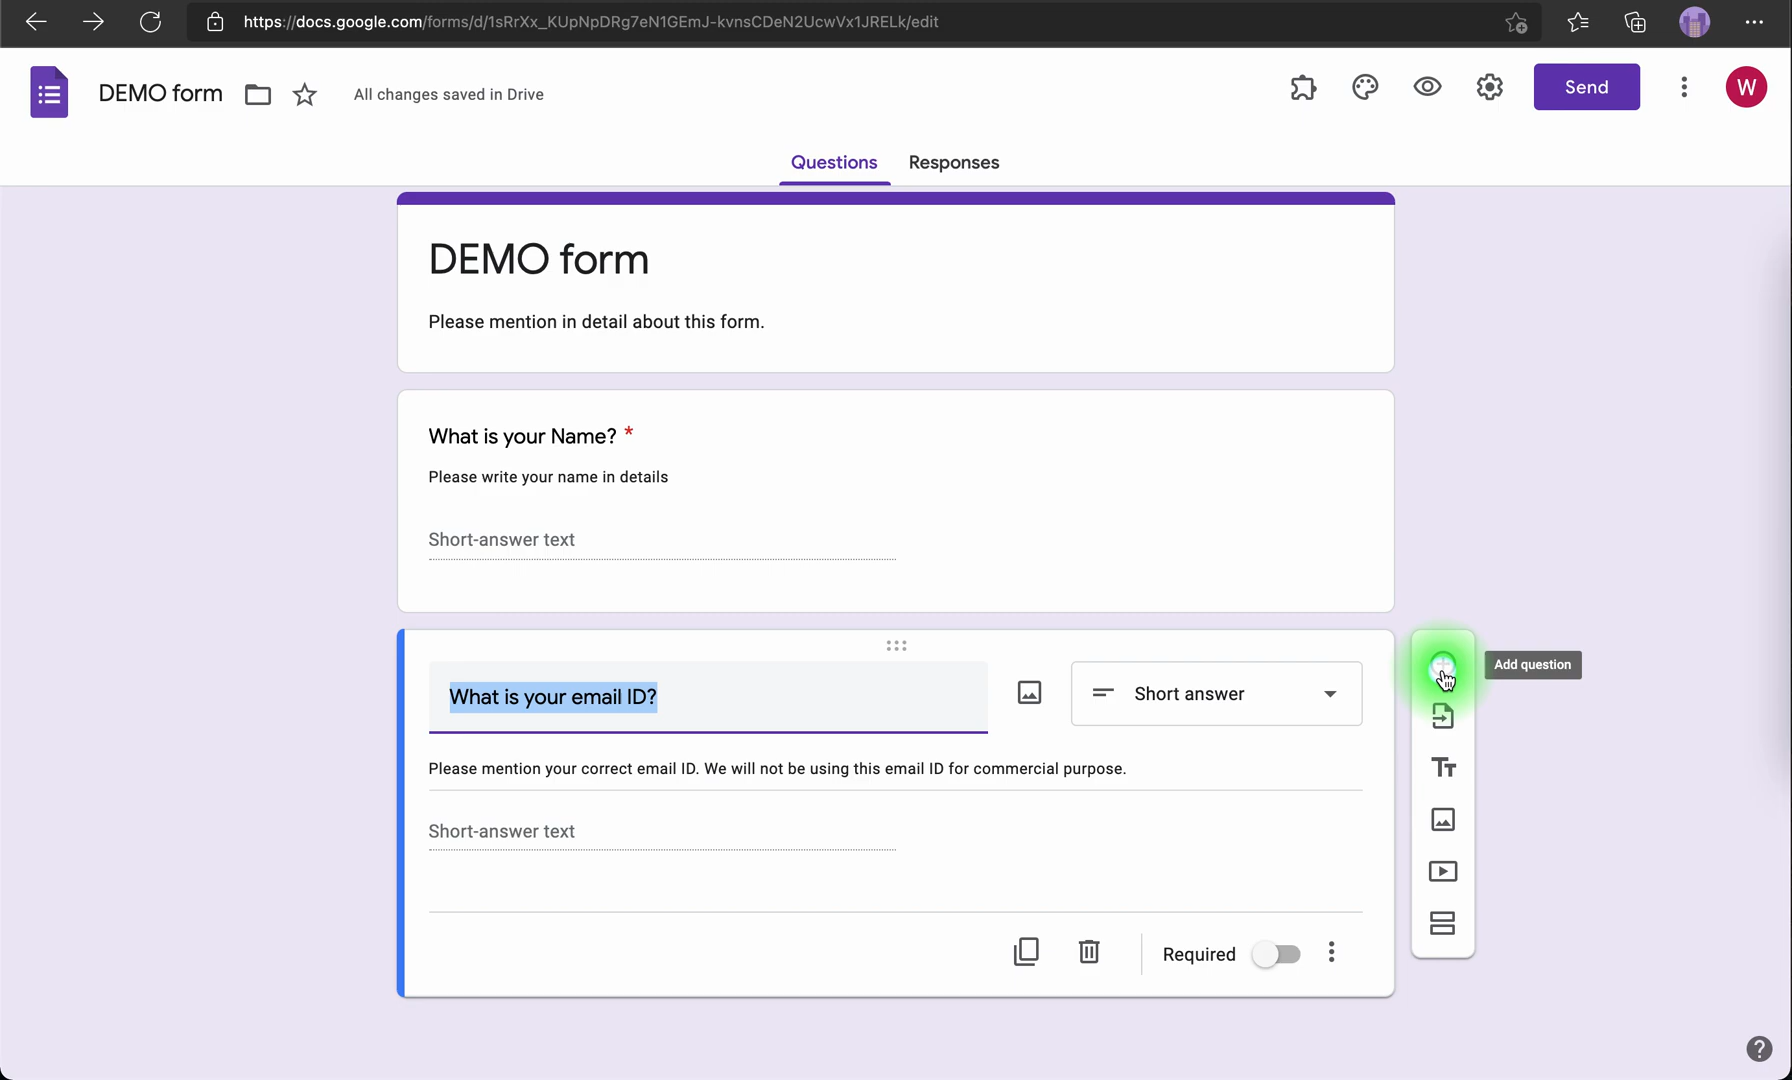 https://docs.google.com/forms/d/1sRrXx_KUpNpDRg7eN1GEmJ-kvnsCDeN2UcwVx1JRELk/edit
DEMO form
All changes saved in Drive
Send
W
Questions
Responses
DEMO form
Please mention in detail about this form.
What is your Name? *
Please write your name in details
Short-answer text
Add question
What is your email ID?
Short answer
Please mention your correct email ID. We will not be using this email ID for commercial purpose.
Short-answer text
Required